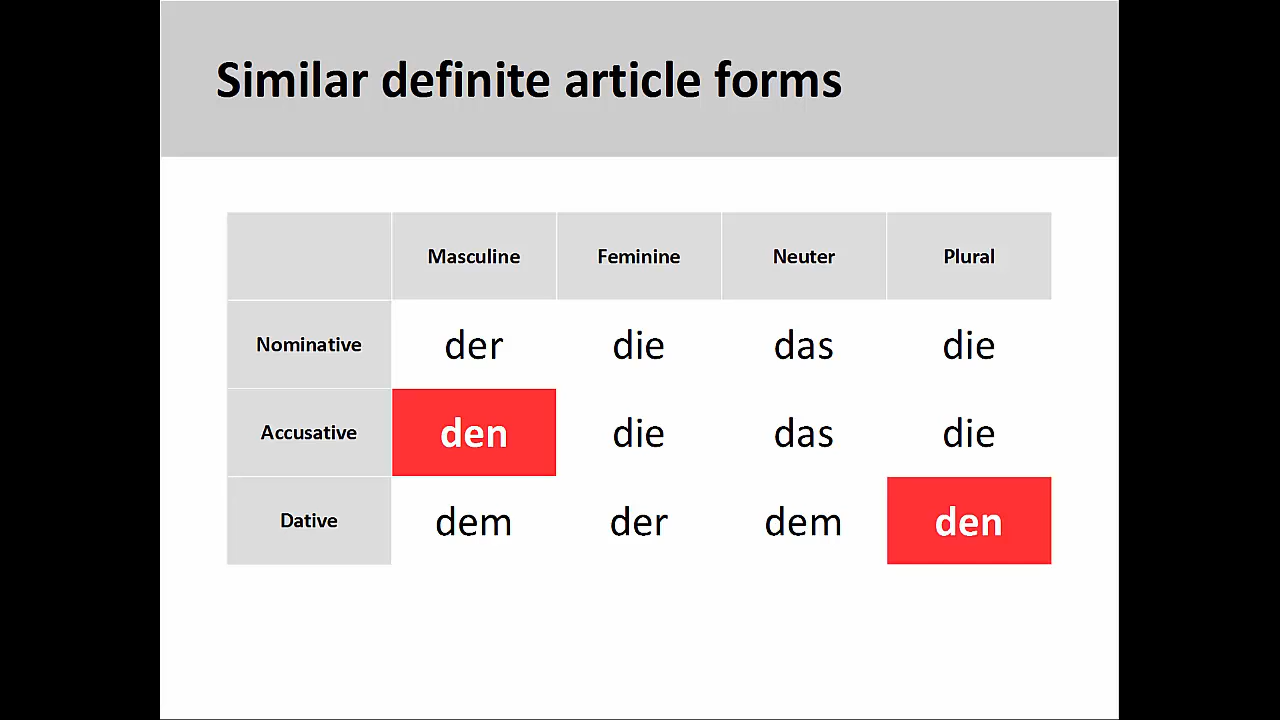 Similar definite article forms
Masculine Feminine Neuter Plural
Nominative der die das die
Accusative den die das die
Dative dem der dem den